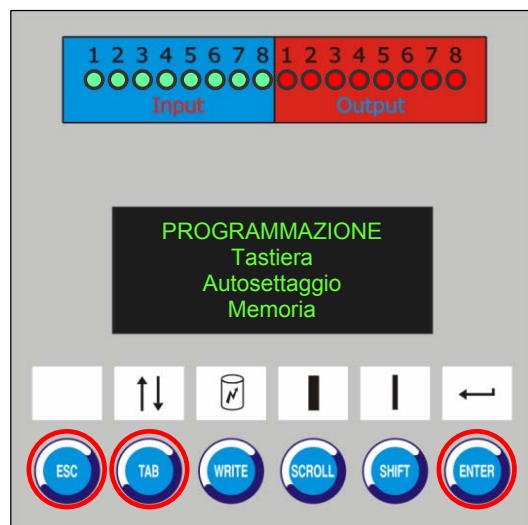 1 2 3 4 5 6 7 8 1 2 3 4 5 6 7 8
Input Output
PROGRAMMAZIONE
Tastiera
Autosettaggio
Memoria
ESC TAB WRITE SCROLL SHIFT ENTER